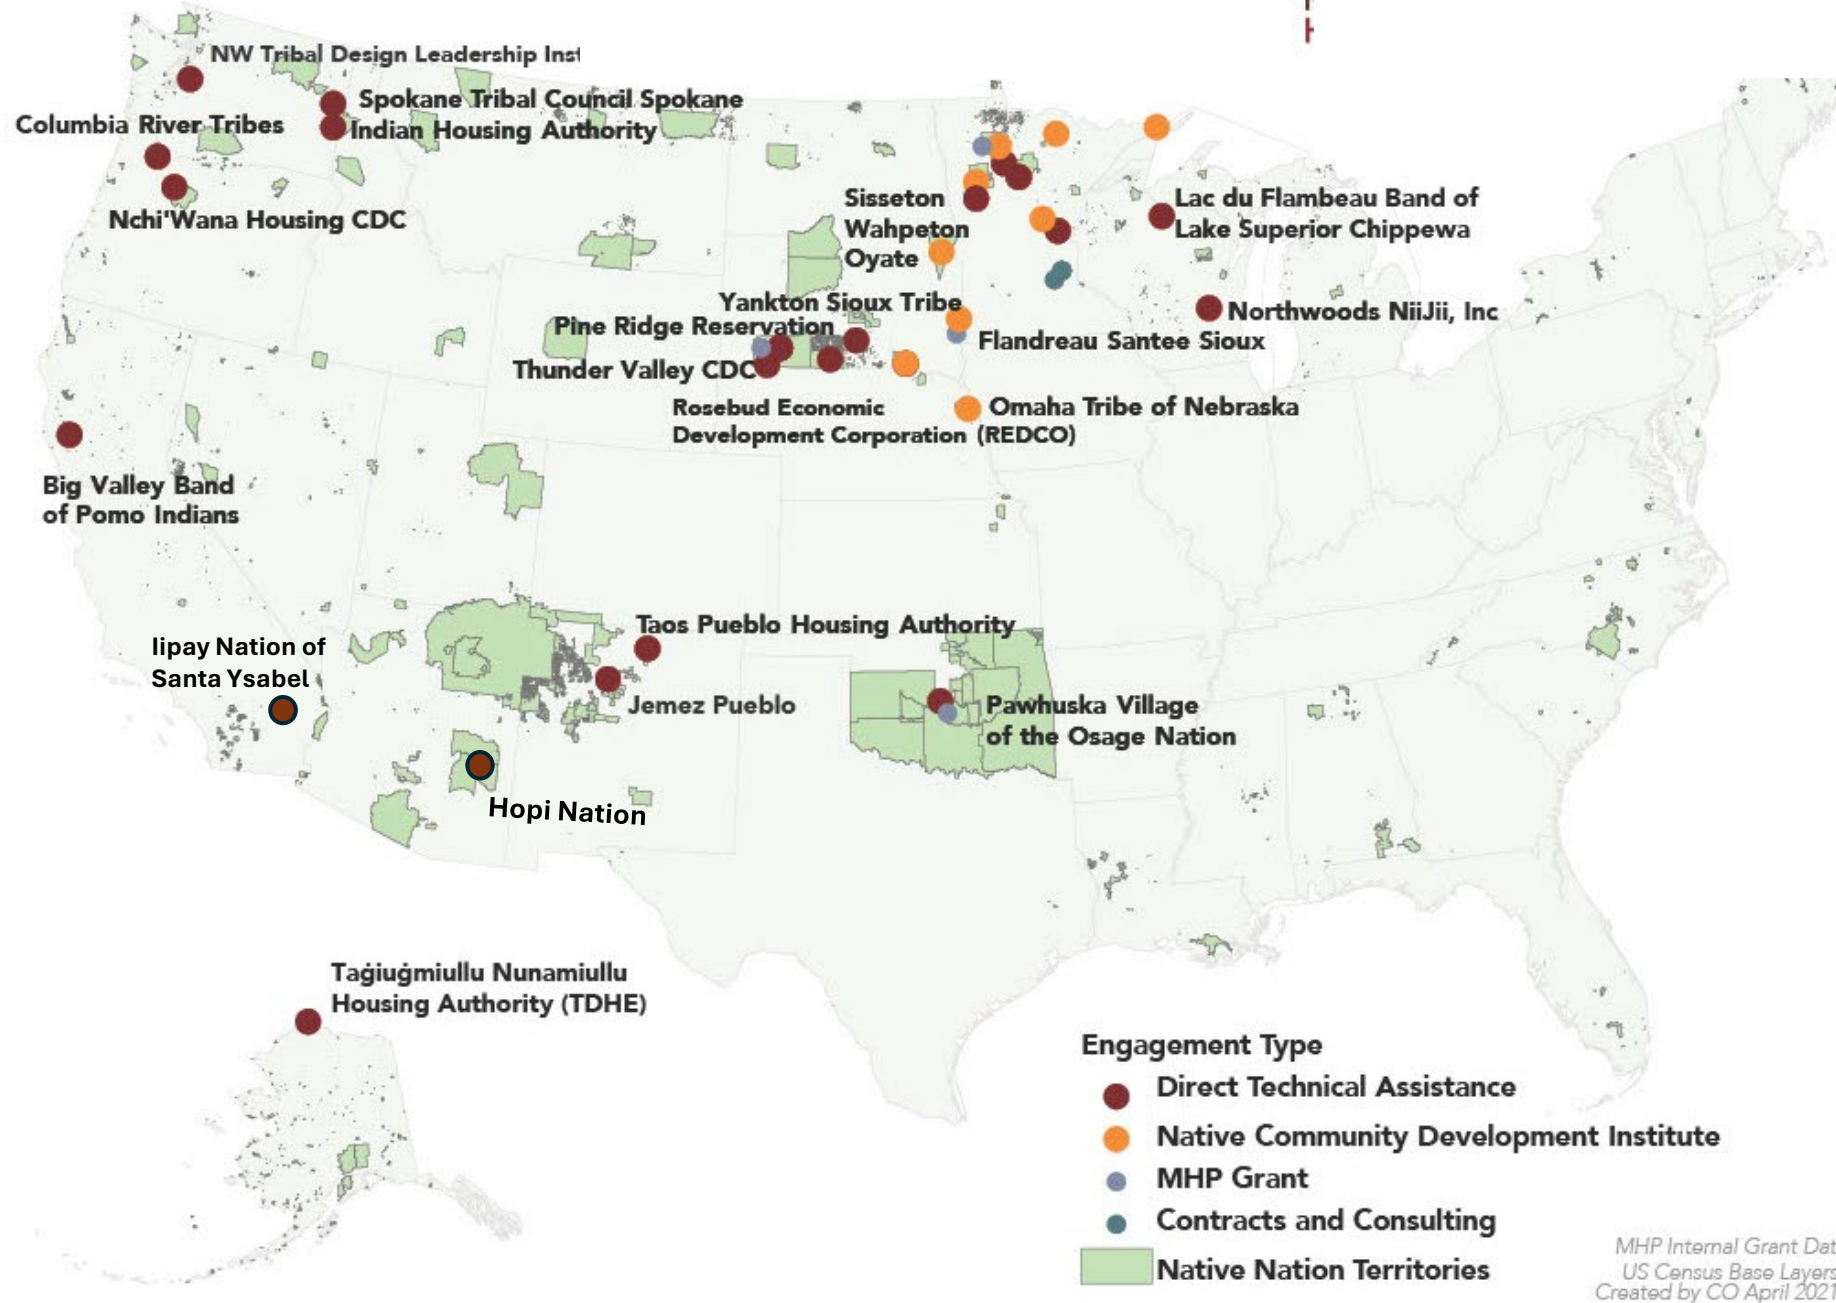 NW Tribal Design Leadership Inst
Spokane Tribal Council Spokane
Indian Housing Authority
Columbia River Tribes
Nchi'Wana Housing CDC
Sisseton
Wahpeton
Oyate
Lac du Flambeau Band of
Lake Superior Chippewa
Yankton Sioux Tribe
Pine Ridge Reservation
Northwoods NiiJii, Inc
Flandreau Santee Sioux
Thunder Valley CDC
Rosebud Economic
Development Corporation (REDCO)
Omaha Tribe of Nebraska
Big Valley Band
of Pomo Indians
Taos Pueblo Housing Authority
Iipay Nation of
Santa Ysabel
Jemez Pueblo
Pawhuska Village
of the Osage Nation
Hopi Nation
Taġiuġmiullu Nunamiullu
Housing Authority (TDHE)
Engagement Type
Direct Technical Assistance
Native Community Development Institute
MHP Grant
Contracts and Consulting
Native Nation Territories
MHP Internal Grant Dat
US Census Base Layers
Created by CO April 2021